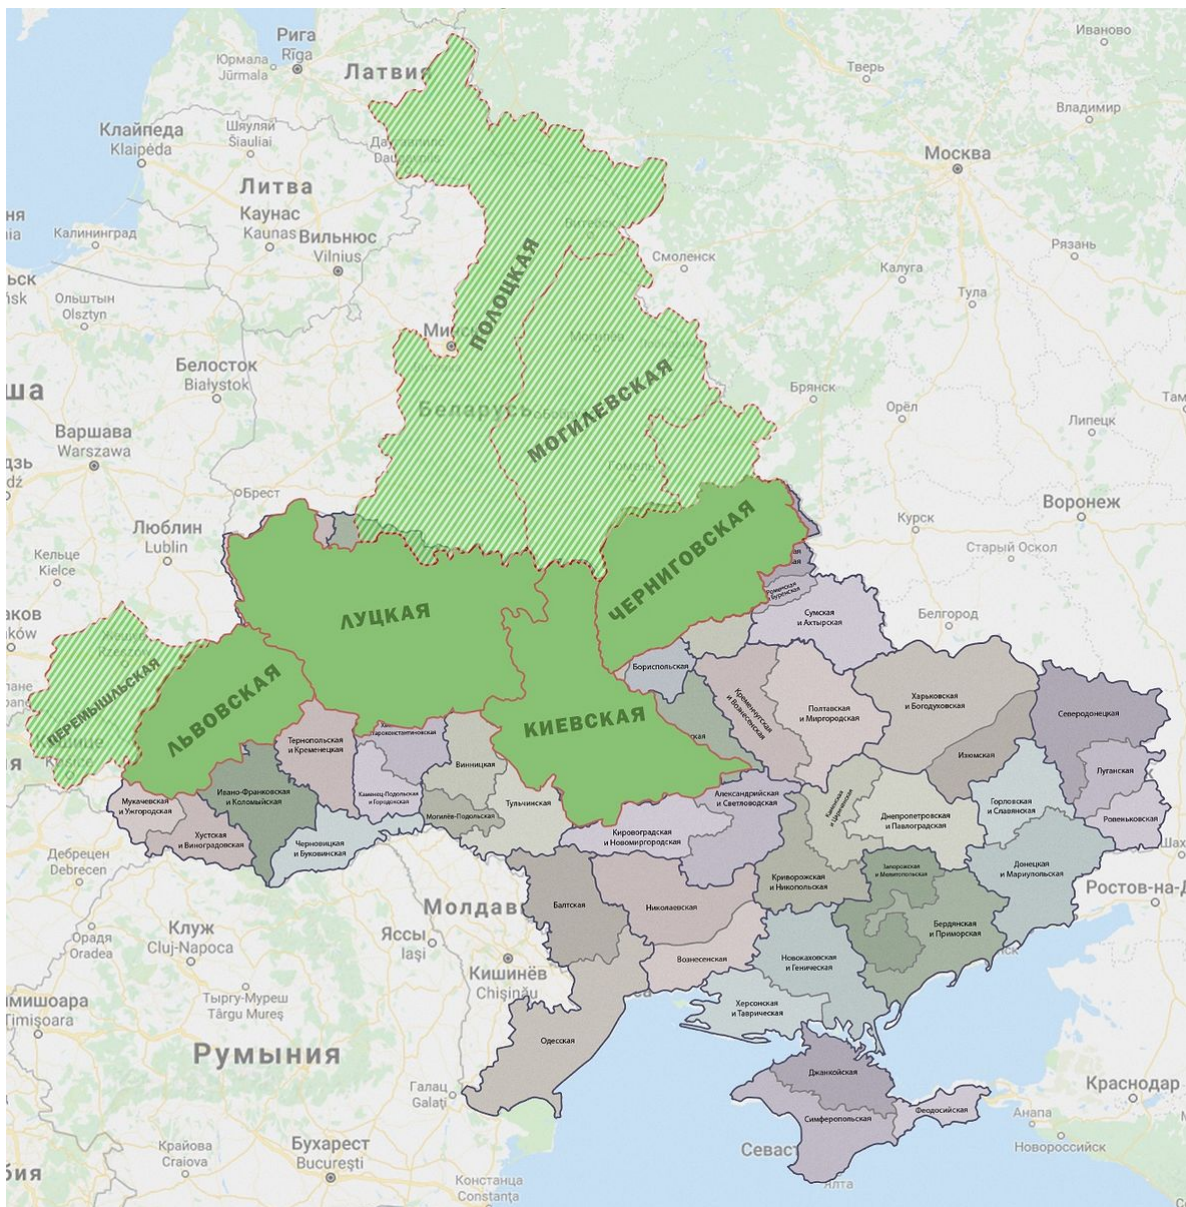 Иваново
Рига
Rīga
Юрмала
Jūrmala
Латвия
Тверь
Владимир
Клайпеда
Klaipėda
Шяуляй
Šiauliai
Москва
Литва
Каунас
Kaunas
Вильнюс
Vilnius
Калининград
Рязань
Смоленск
Калуга
Тула
Ольштын
Olsztyn
ПОЛОЦКАЯ
Белосток
Białystok
Брянск
Орёл
Липецк
Беларусь
МОГИЛЕВСКАЯ
Гомель
Варшава
Warszawa
Брест
Воронеж
Люблин
Lublin
Курск
Старый Оскол
Кельце
Kielce
ЧЕРНИГОВСКАЯ
ЛУЦКАЯ
Белгород
Сумская
и Ахтырская
ПЕРЕМЫШЛЬСКАЯ
ЛЬВОВСКАЯ
КИЕВСКАЯ
Бориспольская
Кременчугская
и Вознесенская
Полтавская
и Миргородская
Харьковская
и Богодуховская
Изюмская
Северодонецкая
Луганская
Ровеньковская
Тернопольская
и Кременецкая
Винницкая
Тульчинская
Каменец-Подольская
и Городокская
Могилёв-Подольская
Ивано-Франковская
и Коломыйская
Мукачевская
и Ужгородская
Хустская
и Виноградовская
Черновицкая
и Буковинская
Александрийская
и Светловодская
Кировоградская
и Новомиргородская
Днепропетровская
и Павлоградская
Горловская
и Славянская
Донецкая
и Мариупольская
Криворожская
и Никопольская
Запорожская
и Мелитопольская
Бердянская
и Приморская
Дебрецен
Debrecen
Балтская
Николаевская
Вознесенская
Новокаховская
и Геническая
Херсонская
и Таврическая
Одесская
Клуж
Cluj-Napoca
Орадя
Oradea
Яссы
Iași
Кишинёв
Chișinău
Тыргу-Муреш
Târgu Mureș
Timișoara
Румыния
Галац
Galați
Джанкойская
Симферопольская
Феодосийская
Краснодар
Анапа
Новороссийск
Ялта
Бухарест
București
Крайова
Craiova
Констанца
Constanța